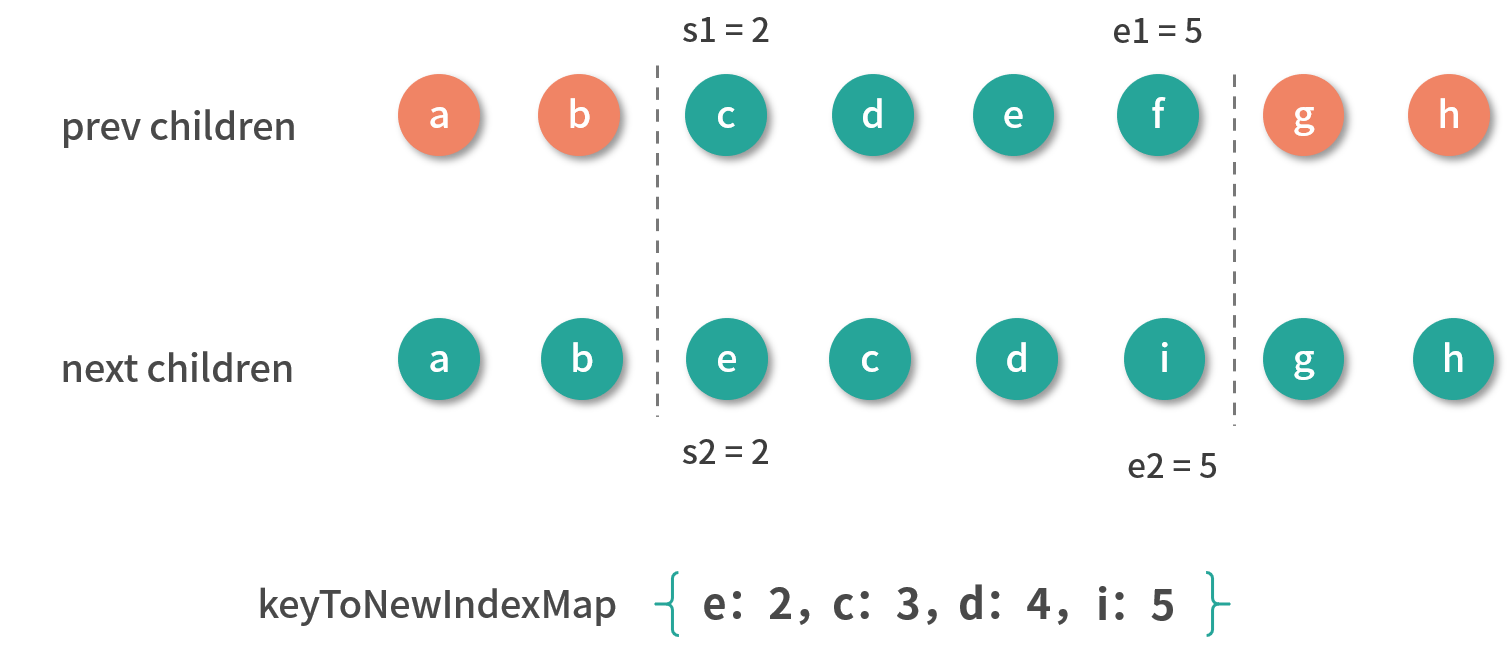 s1 = 2 e1 = 5
prev children a b c d e f g h
next children a b e c d i g h
s2 = 2 e2 = 5
keyToNewIndexMap { e: 2, c: 3, d: 4, i: 5 }